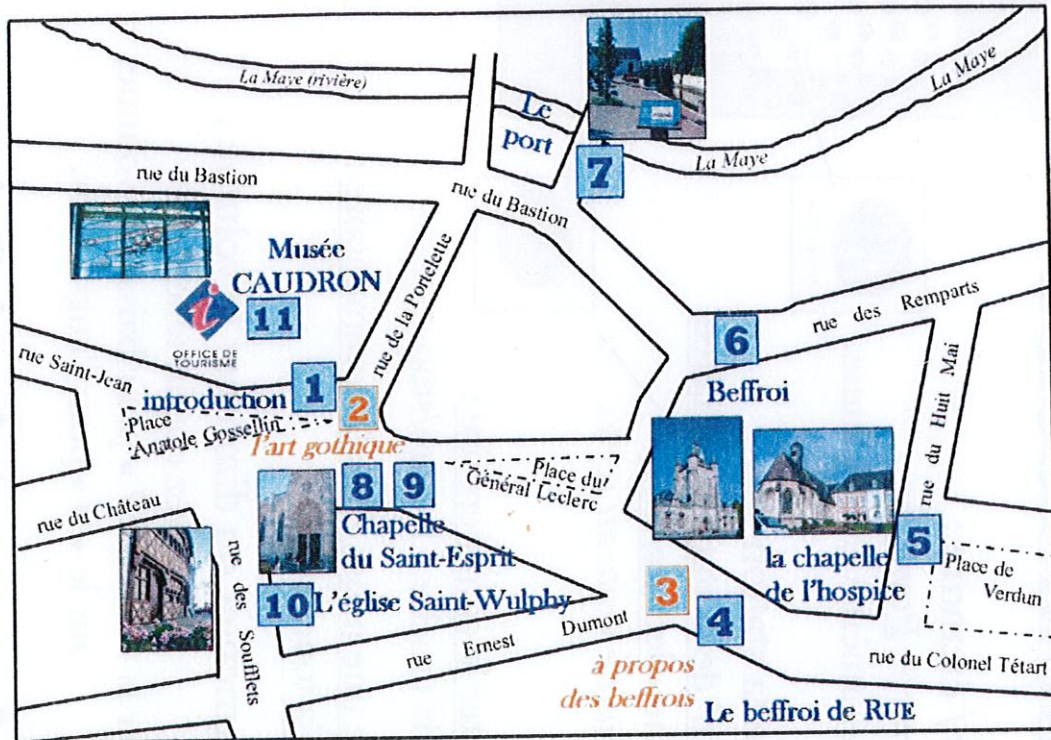 La Maye (rivière)
Le
port
La Maye
La Maye
7
rue du Bastion
rue du Bastion
Musée
CAUDRON
i
11
OFFICE DE
TOURISME
rue de la Portelette
6
rue des Remparts
Beffroi
rue du Huit Mai
rue Saint-Jean
introduction
1
2
Place
Anatole Gossellin
l'art gothique
8
9
Place du
Général Leclerc
rue du Château
Chapelle
du Saint-Esprit
la chapelle
de l'hospice
5
Place de
Verdun
rue des Soufflets
10
L'église Saint-Wulphy
3
4
rue Ernest Dumont
rue du Colonel Tétart
à propos
des beffrois
Le beffroi de RUE